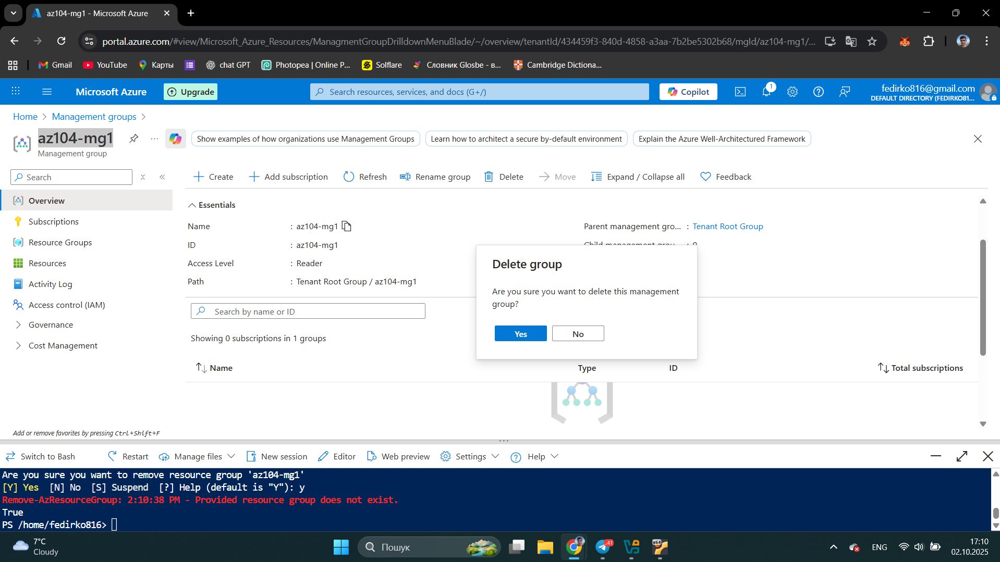 az104-mg1 - Microsoft Azure
portal.azure.com/#view/Microsoft_Azure_Resources/ManagmentGroupDrilldownMenuBlade/~/overview/tenantId/434459f3-840d-4858-a3aa-7b2be5302b68/mgId/az104-mg1/...
Gmail
YouTube
Карты
chat GPT
Photopea | Online P...
Solflare
Словник Glosbe - в...
Cambridge Dictiona...
Microsoft Azure
Upgrade
Search resources, services, and docs (G+/)
Copilot
1
fedirko816@gmail.com
DEFAULT DIRECTORY (FEDIRKO81...
Home > Management groups >
az104-mg1
Management group
Show examples of how organizations use Management Groups
Learn how to architect a secure by-default environment
Explain the Azure Well-Architectured Framework
Search
Create
Add subscription
Refresh
Rename group
Delete
Move
Expand / Collapse all
Feedback
Overview
Subscriptions
Resource Groups
Resources
Activity Log
Access control (IAM)
Governance
Cost Management
Add or remove favorites by pressing Ctrl+Shift+F
Essentials
Name : az104-mg1
ID : az104-mg1
Access Level : Reader
Path : Tenant Root Group / az104-mg1
Parent management gro... : Tenant Root Group
Child management grou... : 0
Search by name or ID
Showing 0 subscriptions in 1 groups
Name
Type
ID
Total subscriptions
Delete group
Are you sure you want to delete this management
group?
Yes
No
Switch to Bash
Restart
Manage files
New session
Editor
Web preview
Settings
Help
Are you sure you want to remove resource group 'az104-mg1'
[Y] Yes  [N] No  [S] Suspend  [?] Help (default is "Y"): y
Remove-AzResourceGroup: 2:10:38 PM - Provided resource group does not exist.
True
PS /home/fedirko816>
7°C
Cloudy
Пошук
41
x64
ENG
17:10
02.10.2025